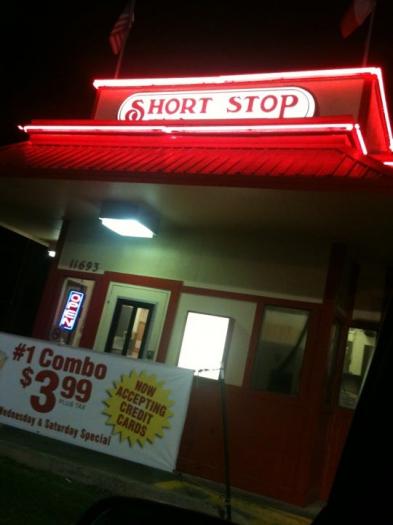 SHORT STOP
11693
OPEN
#1 Combo
$3.99
PLUS TAX
Wednesday & Saturday Special
NOW
ACCEPTING
CREDIT
CARDS